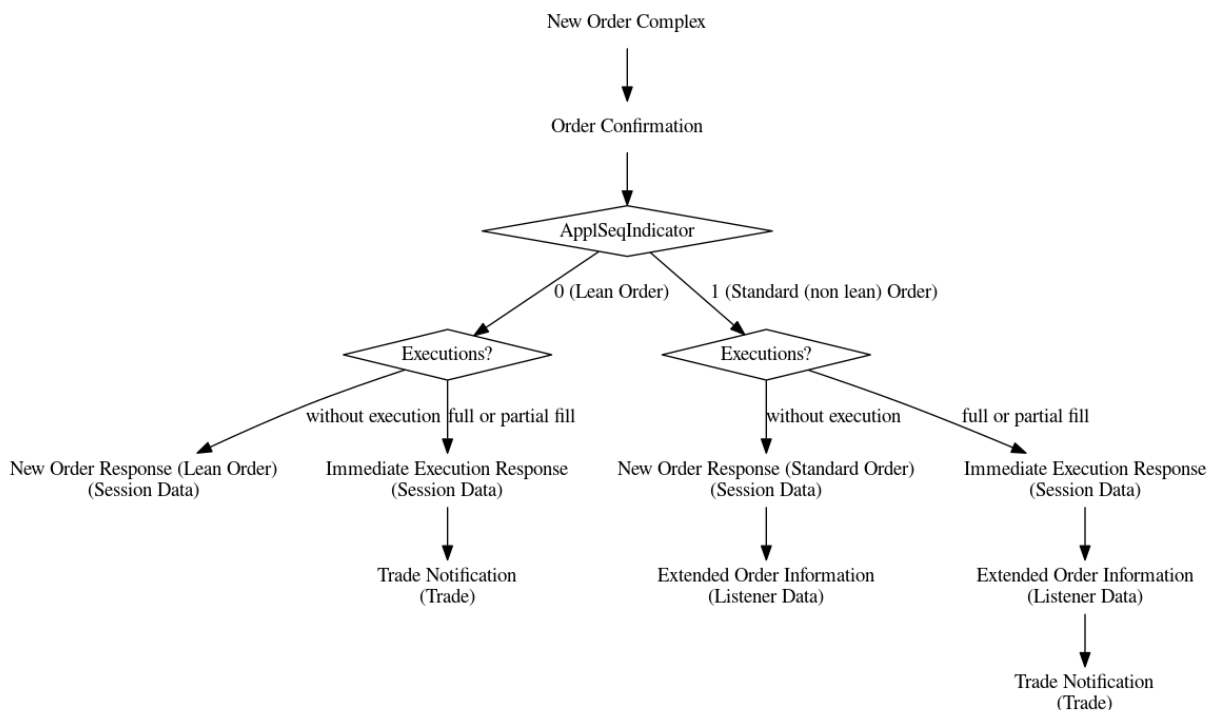 New Order Complex
Order Confirmation
ApplSeqIndicator
0 (Lean Order)
1 (Standard (non lean) Order)
Executions?
Executions?
without execution
full or partial fill
without execution
full or partial fill
New Order Response (Lean Order)
(Session Data)
Immediate Execution Response
(Session Data)
New Order Response (Standard Order)
(Session Data)
Immediate Execution Response
(Session Data)
Trade Notification
(Trade)
Extended Order Information
(Listener Data)
Extended Order Information
(Listener Data)
Trade Notification
(Trade)